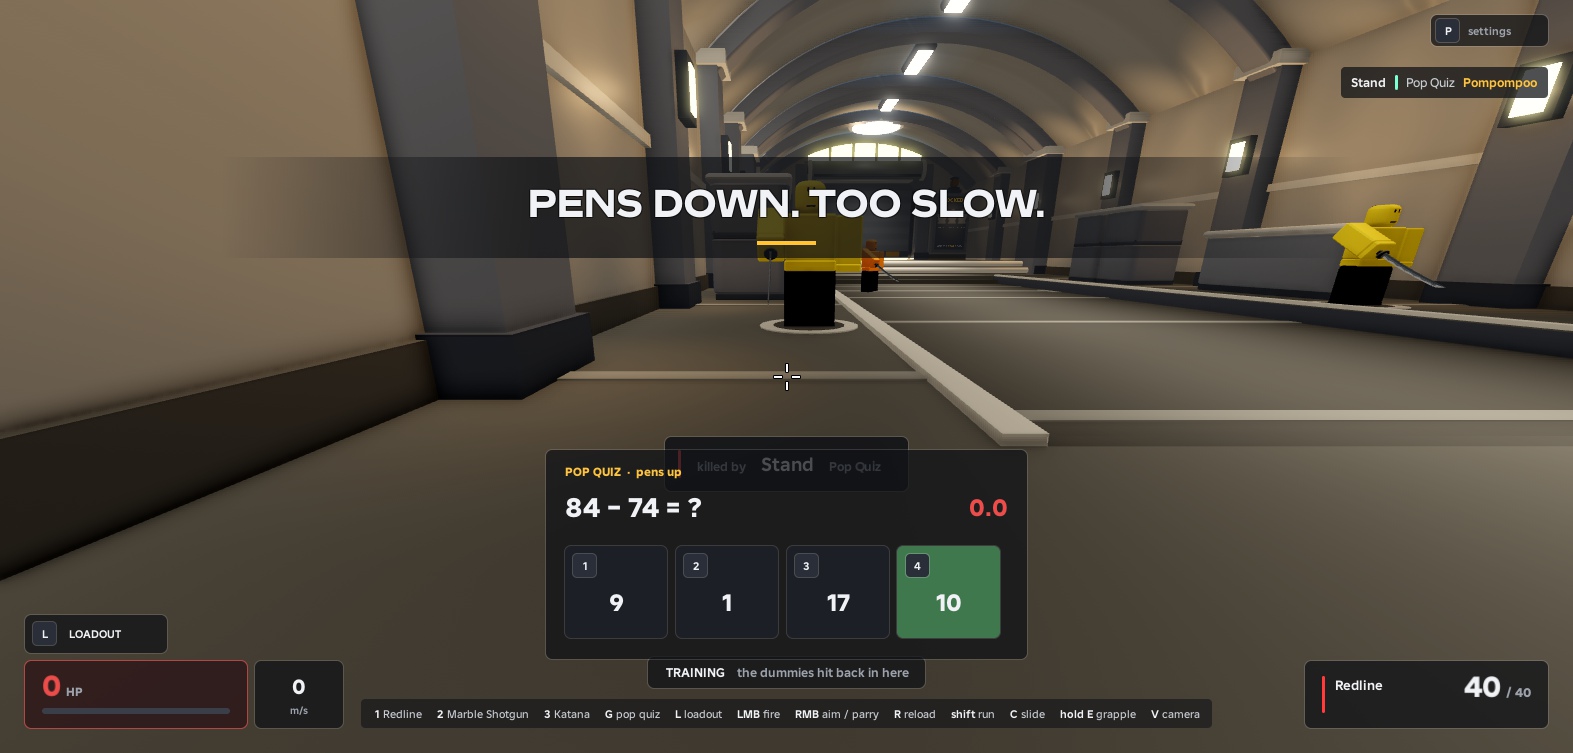 P settings
Stand | Pop Quiz Pompompoo
PENS DOWN. TOO SLOW.
killed by Stand Pop Quiz
POP QUIZ · pens up
84 – 74 = ? 0.0
1 2 3 4
9 1 17 10
L LOADOUT
TRAINING the dummies hit back in here
0 HP
0 m/s
Redline 40 / 40
1 Redline 2 Marble Shotgun 3 Katana G pop quiz L loadout LMB fire RMB aim / parry R reload shift run C slide hold E grapple V camera